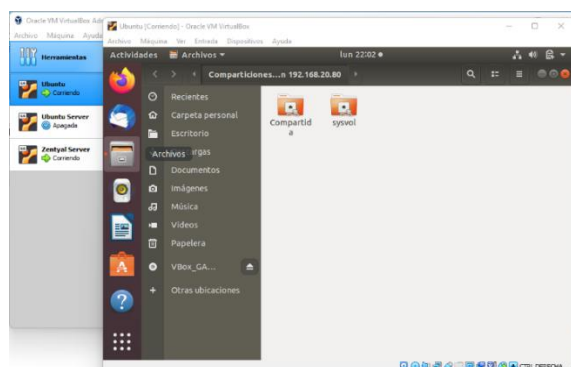 Oracle VM VirtualBox Adm
Archivo Máquina Ayuda
Herramientas
Ubuntu
Corriendo
Ubuntu Server
Apagada
Zentyal Server
Corriendo
Ubuntu [Corriendo] - Oracle VM VirtualBox
Archivo Máquina Ver Entrada Dispositivos Ayuda
Actividades Archivos lun 22:02
Comparticiones...n 192.168.20.80
Recientes
Carpeta personal
Escritorio
Archivos
rgas
Documentos
Imágenes
Música
Vídeos
Papelera
VBox_GA...
Otras ubicaciones
Compartid
a
sysvol
CTRL DERECHA